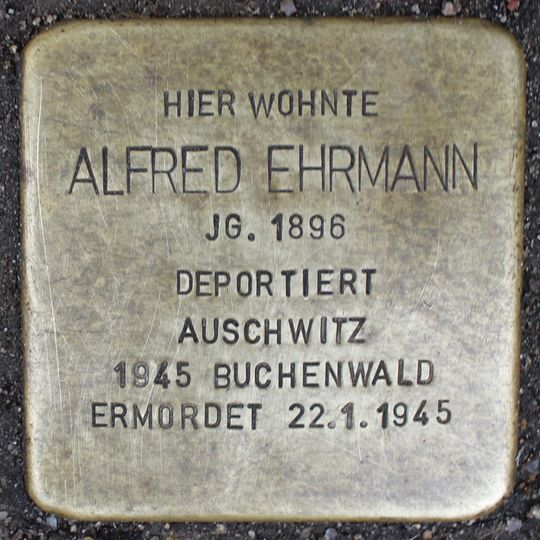 HIER WOHNTE
ALFRED EHRMANN
JG. 1896
DEPORTIERT
AUSCHWITZ
1945 BUCHENWALD
ERMORDET 22.1.1945